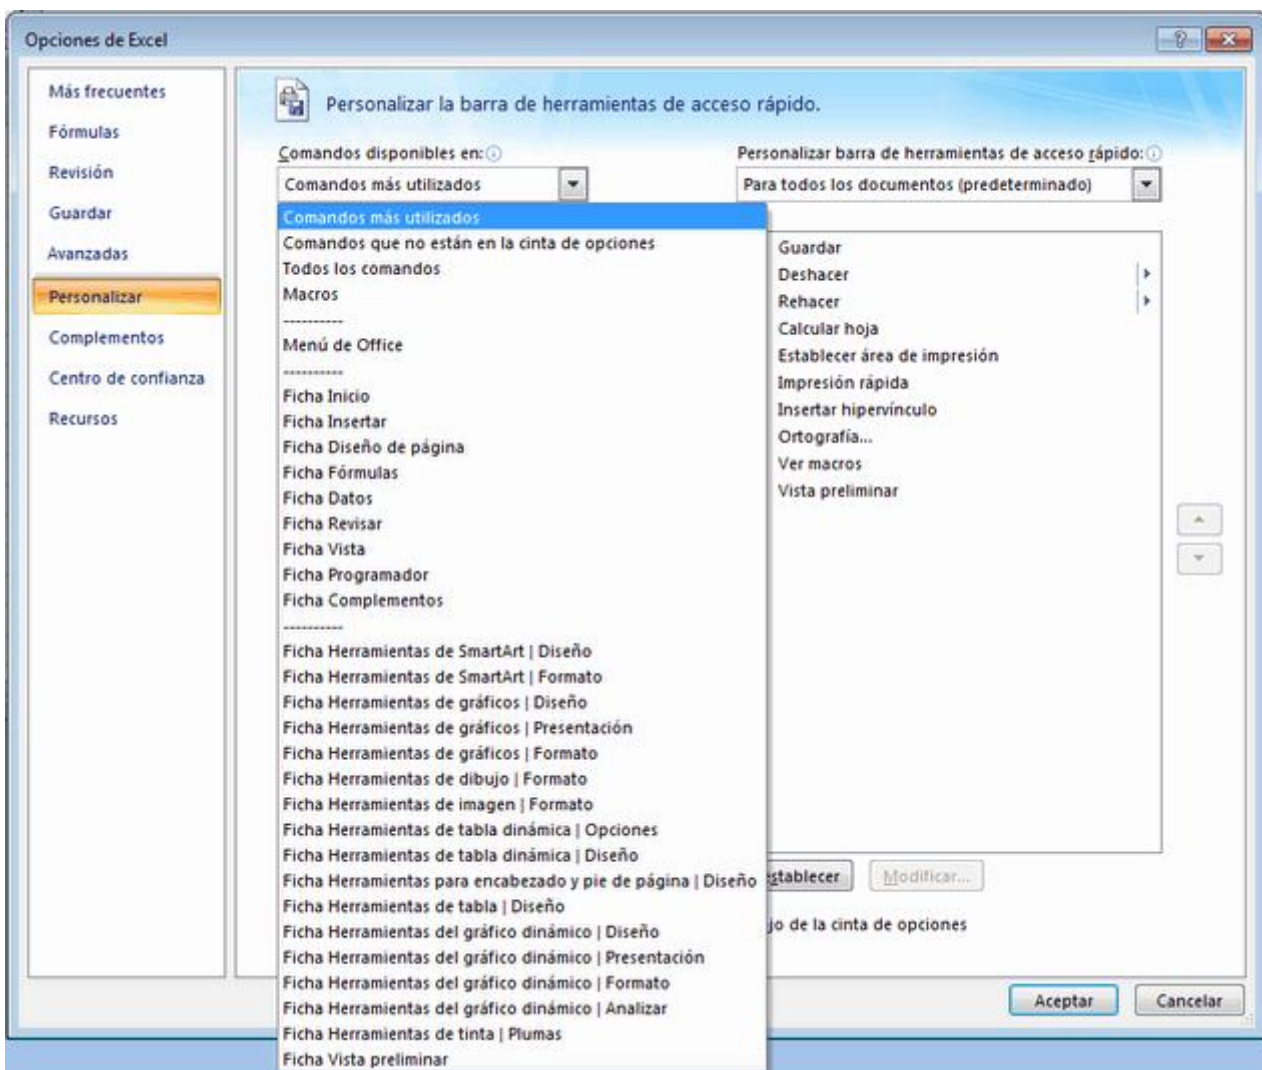 Opciones de Excel
Más frecuentes
Fórmulas
Revisión
Guardar
Avanzadas
Personalizar
Complementos
Centro de confianza
Recursos
Personalizar la barra de herramientas de acceso rápido.
Comandos disponibles en:
Comandos más utilizados
Comandos más utilizados
Comandos que no están en la cinta de opciones
Todos los comandos
Macros
----------
Menú de Office
----------
Ficha Inicio
Ficha Insertar
Ficha Diseño de página
Ficha Fórmulas
Ficha Datos
Ficha Revisar
Ficha Vista
Ficha Programador
Ficha Complementos
----------
Ficha Herramientas de SmartArt | Diseño
Ficha Herramientas de SmartArt | Formato
Ficha Herramientas de gráficos | Diseño
Ficha Herramientas de gráficos | Presentación
Ficha Herramientas de gráficos | Formato
Ficha Herramientas de dibujo | Formato
Ficha Herramientas de imagen | Formato
Ficha Herramientas de tabla dinámica | Opciones
Ficha Herramientas de tabla dinámica | Diseño
Ficha Herramientas para encabezado y pie de página | Diseño
Ficha Herramientas de tabla | Diseño
Ficha Herramientas del gráfico dinámico | Diseño
Ficha Herramientas del gráfico dinámico | Presentación
Ficha Herramientas del gráfico dinámico | Formato
Ficha Herramientas del gráfico dinámico | Analizar
Ficha Herramientas de tinta | Plumas
Ficha Vista preliminar
Personalizar barra de herramientas de acceso rápido:
Para todos los documentos (predeterminado)
Guardar
Deshacer
Rehacer
Calcular hoja
Establecer área de impresión
Impresión rápida
Insertar hipervínculo
Ortografía...
Ver macros
Vista preliminar
stablecer
Modificar...
jo de la cinta de opciones
Aceptar
Cancelar